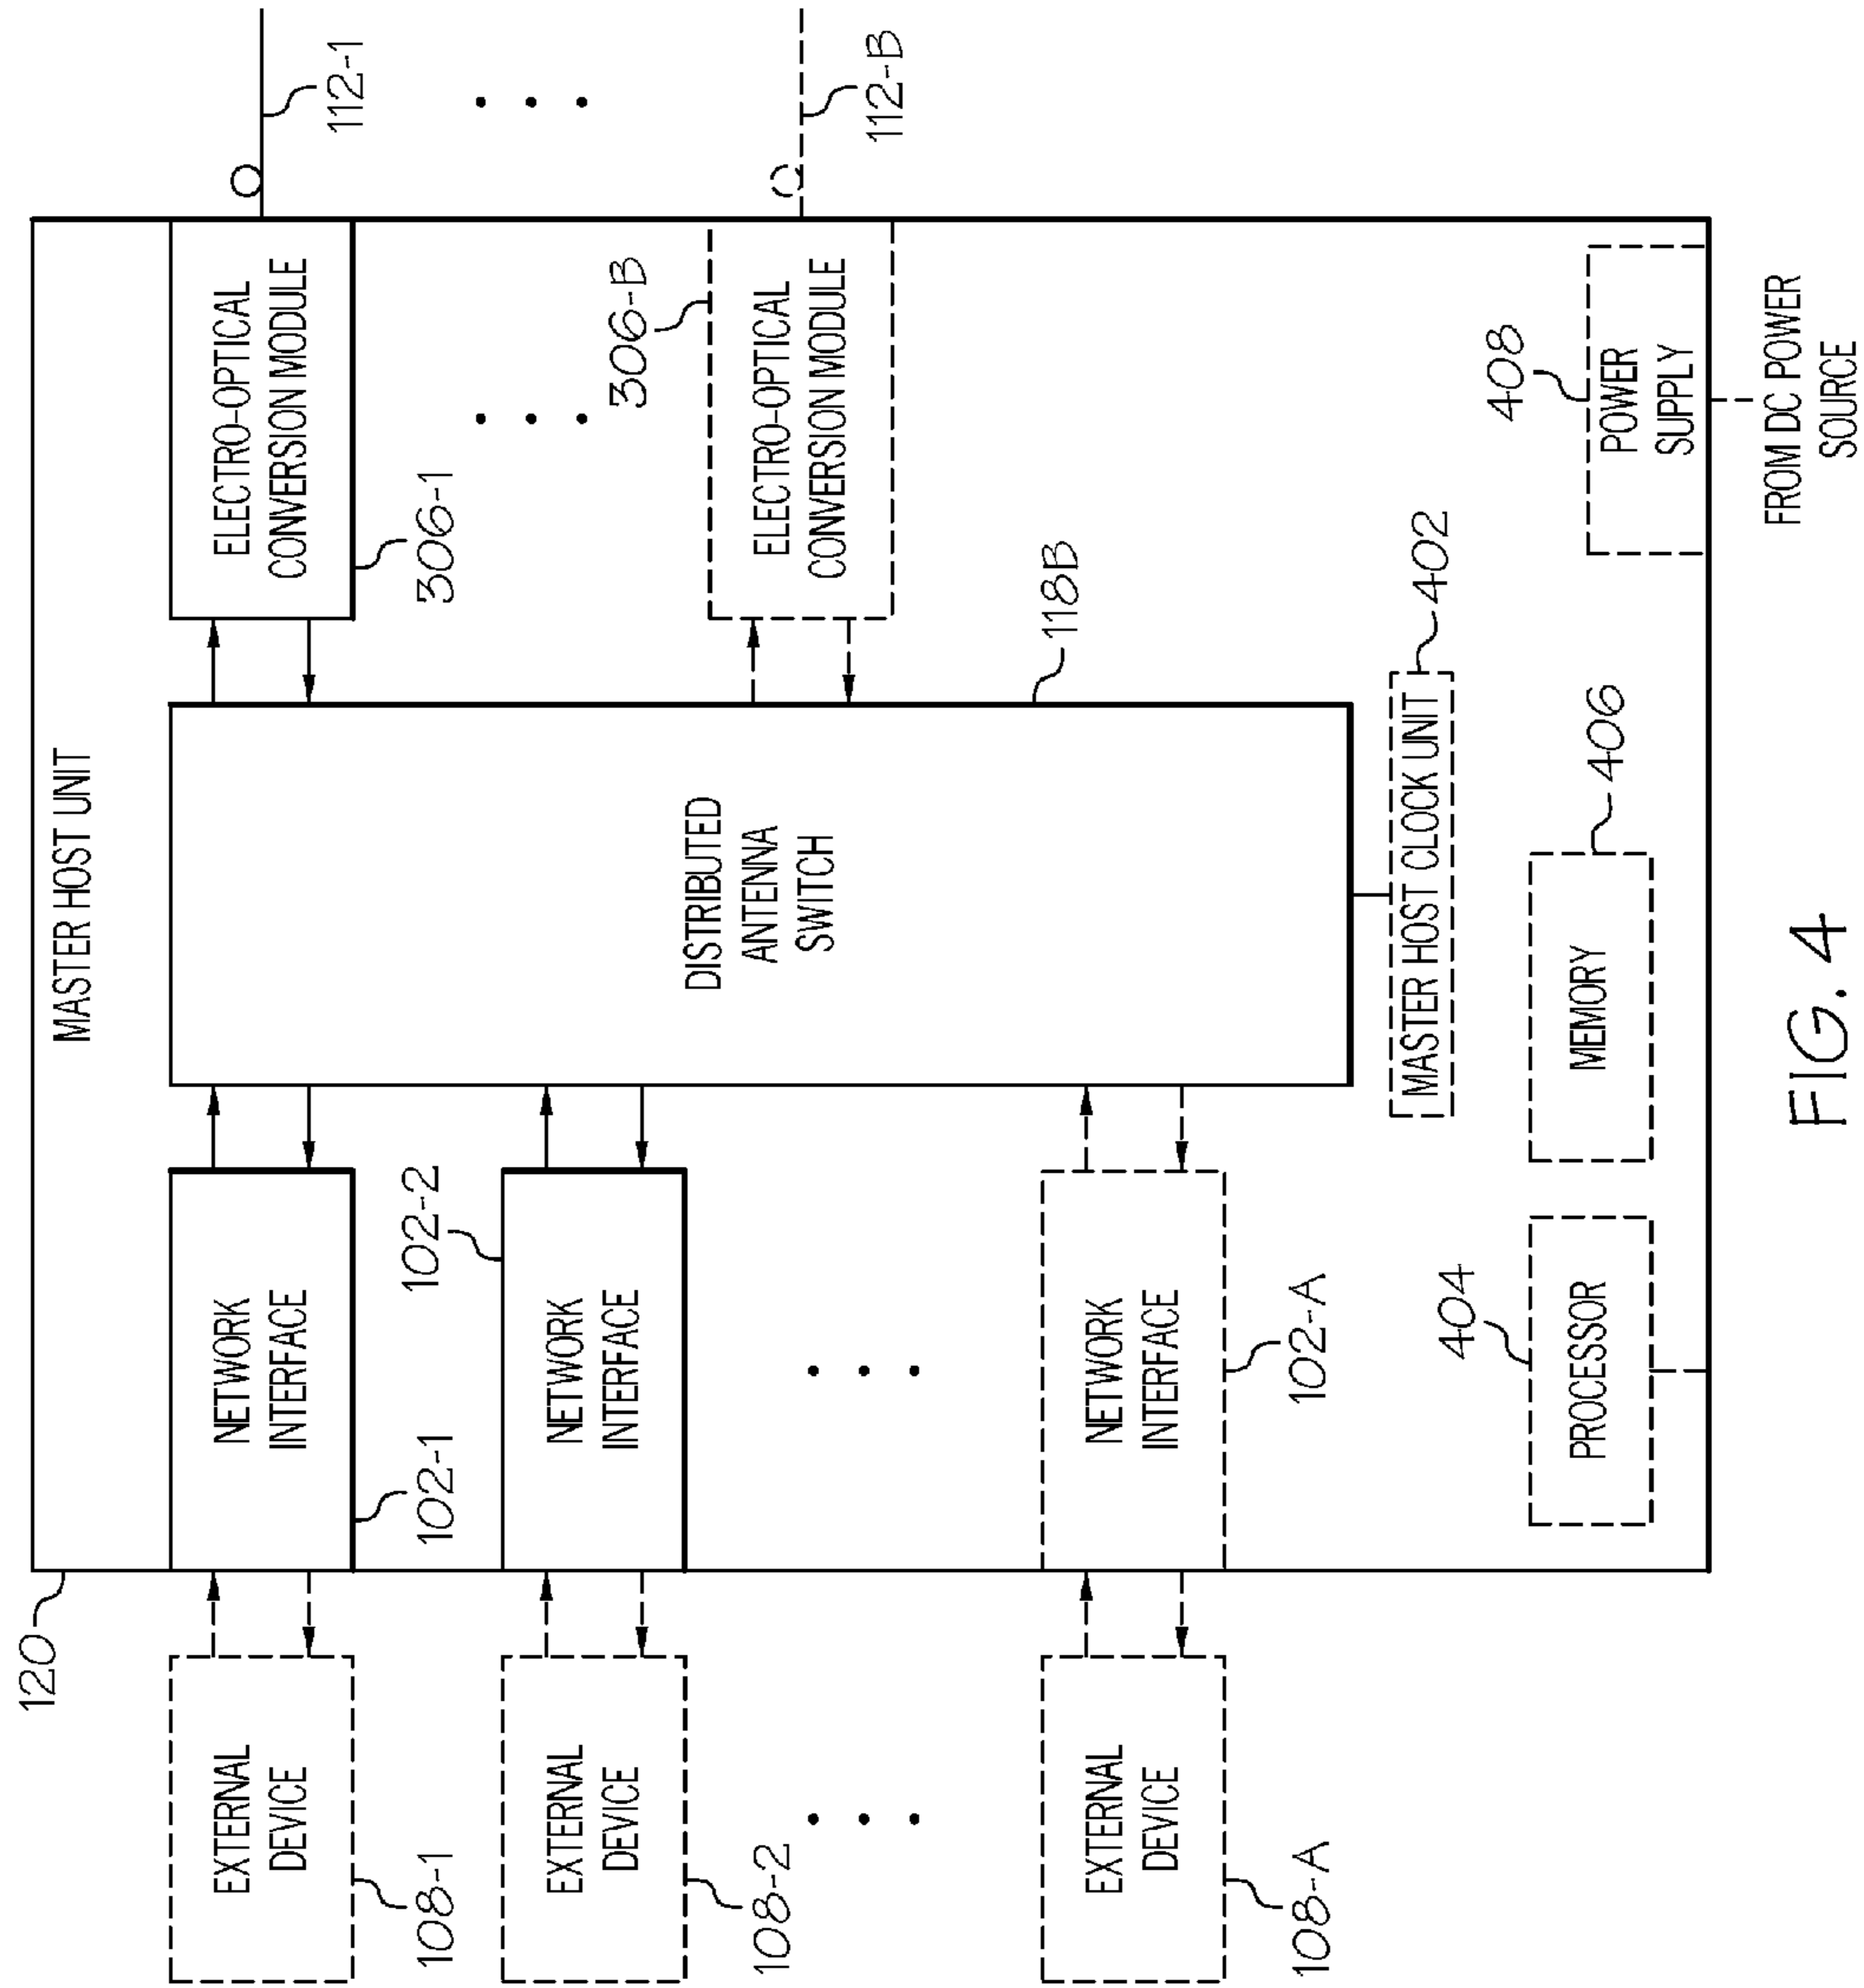 MASTER HOST UNIT
120
EXTERNAL
DEVICE
108-1
NETWORK
INTERFACE
102-1
ELECTRO-OPTICAL
CONVERSION MODULE
306-1
112-1
EXTERNAL
DEVICE
108-2
NETWORK
INTERFACE
102-2
DISTRIBUTED
ANTENNA
SWITCH
118B
306-B
ELECTRO-OPTICAL
CONVERSION MODULE
112-B
EXTERNAL
DEVICE
108-A
NETWORK
INTERFACE
102-A
MASTER HOST CLOCK UNIT
402
404
PROCESSOR
MEMORY
406
408
POWER
SUPPLY
FROM DC POWER
SOURCE
FIG. 4